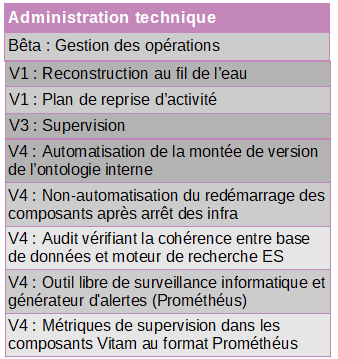 Administration technique
Bêta : Gestion des opérations
V1 : Reconstruction au fil de l'eau
V1 : Plan de reprise d'activité
V3 : Supervision
V4 : Automatisation de la montée de version
de l'ontologie interne
V4 : Non-automatisation du redémarrage des
composants après arrêt des infra
V4 : Audit vérifiant la cohérence entre base
de données et moteur de recherche ES
V4 : Outil libre de surveillance informatique et
générateur d'alertes (Prométhéus)
V4 : Métriques de supervision dans les
composants Vitam au format Prométhéus